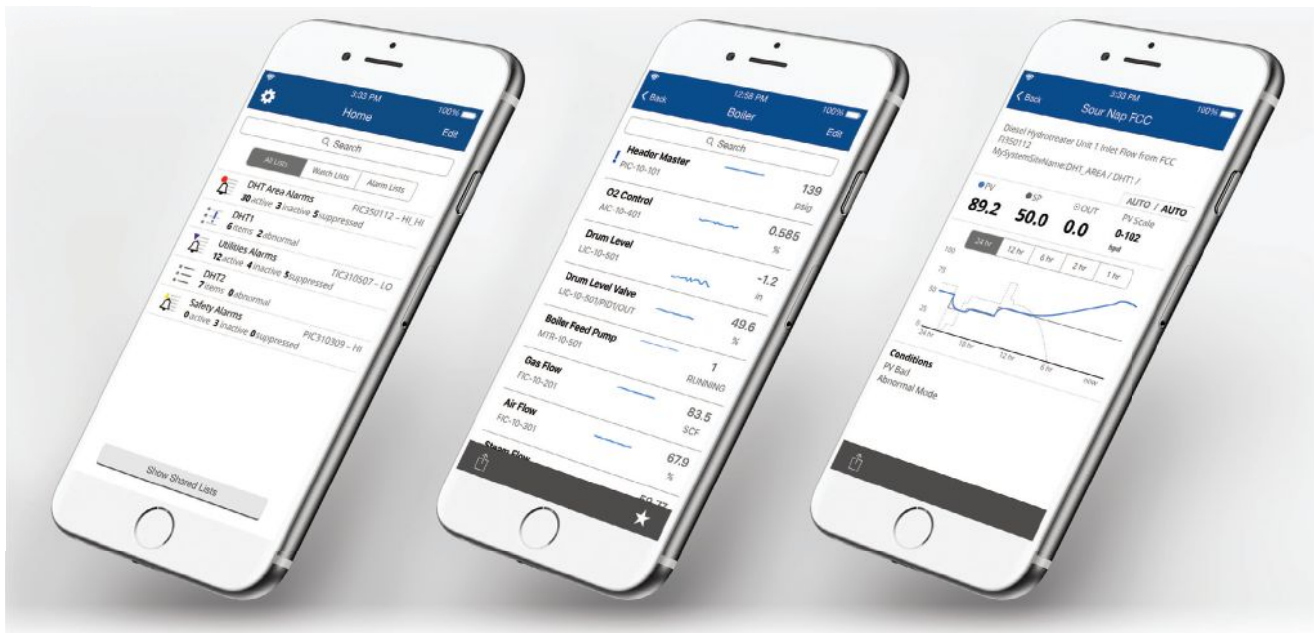 3:33 PM
100%
Home
Edit
Search
All Lists
Watch Lists
Alarm Lists
DHT Area Alarms
FIC350112 – HI, HI
30 active 3 inactive 5 suppressed
DHT1
6 items 2 abnormal
Utilities Alarms
TIC310507 – LO
12 active 4 inactive 5 suppressed
DHT2
7 items 0 abnormal
Safety Alarms
PIC310309 – HI
0 active 3 inactive 0 suppressed
Show Shared Lists
12:58 PM
100%
Back
Boiler
Edit
Search
Header Master
139
PIC-10-101
psig
O2 Control
0.585
AIC-10-401
%
Drum Level
-1.2
LIC-10-501
in
Drum Level Valve
49.6
LIC-10-501/PID1/OUT
%
Boiler Feed Pump
1
MTR-10-501
RUNNING
Gas Flow
83.5
FIC-10-201
SCF
Air Flow
67.9
FIC-10-301
%
Steam Flow
59.77
3:33 PM
100%
Back
Sour Nap FCC
Diesel Hydrotreater Unit 1 Inlet Flow from FCC
FI350112
MySystemSiteName:DHT_AREA / DHT1 /
AUTO / AUTO
PV
SP
OUT
PV Scale
89.2
50.0
0.0
0-102
bpd
24 hr
12 hr
6 hr
2 hr
1 hr
100
75
50
25
0
24 hr
18 hr
12 hr
6 hr
now
Conditions
PV Bad
Abnormal Mode